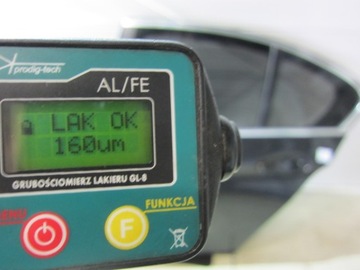 prodig-tech
AL/FE
LAK OK
160um
GRUBOŚCIOMIERZ LAKIERU GL-8
FUNKCJA
F